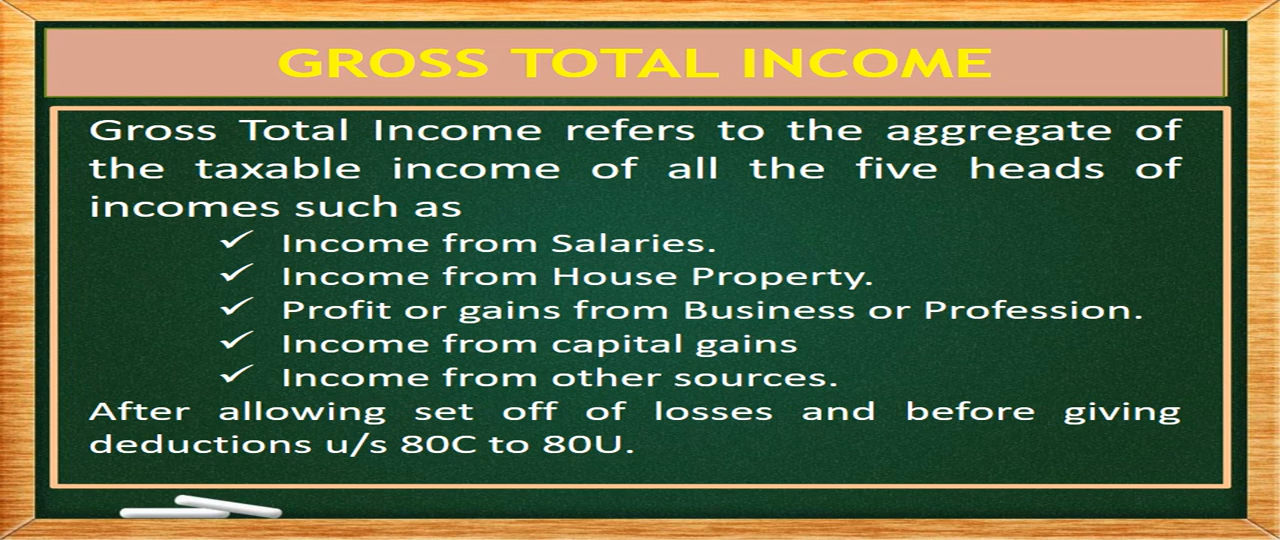 GROSS TOTAL INCOME
Gross Total Income refers to the aggregate of
the taxable income of all the five heads of
incomes such as
✓ Income from Salaries.
✓ Income from House Property.
✓ Profit or gains from Business or Profession.
✓ Income from capital gains
✓ Income from other sources.
After allowing set off of losses and before giving
deductions u/s 80C to 80U.